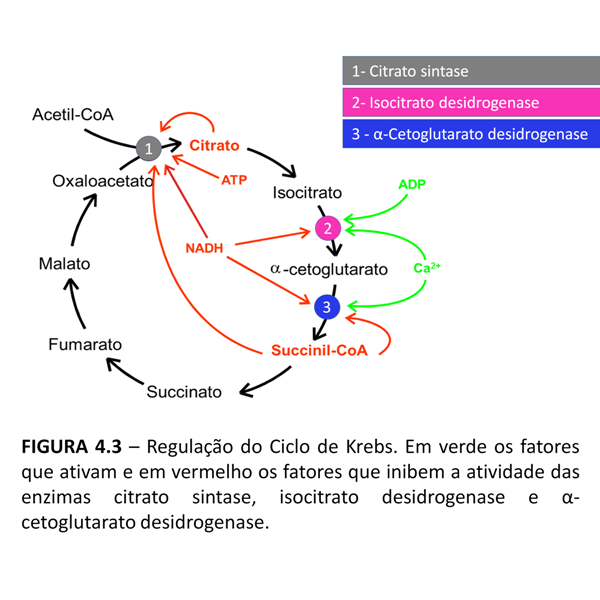 1- Citrato sintase
2- Isocitrato desidrogenase
3 - α-Cetoglutarato desidrogenase
Acetil-CoA
1
Citrato
Oxaloacetato
ATP
Isocitrato
ADP
2
Malato
NADH
α-cetoglutarato
Ca²⁺
3
Fumarato
Succinil-CoA
Succinato
FIGURA 4.3 – Regulação do Ciclo de Krebs. Em verde os fatores
que ativam e em vermelho os fatores que inibem a atividade das
enzimas citrato sintase, isocitrato desidrogenase e α-
cetoglutarato desidrogenase.